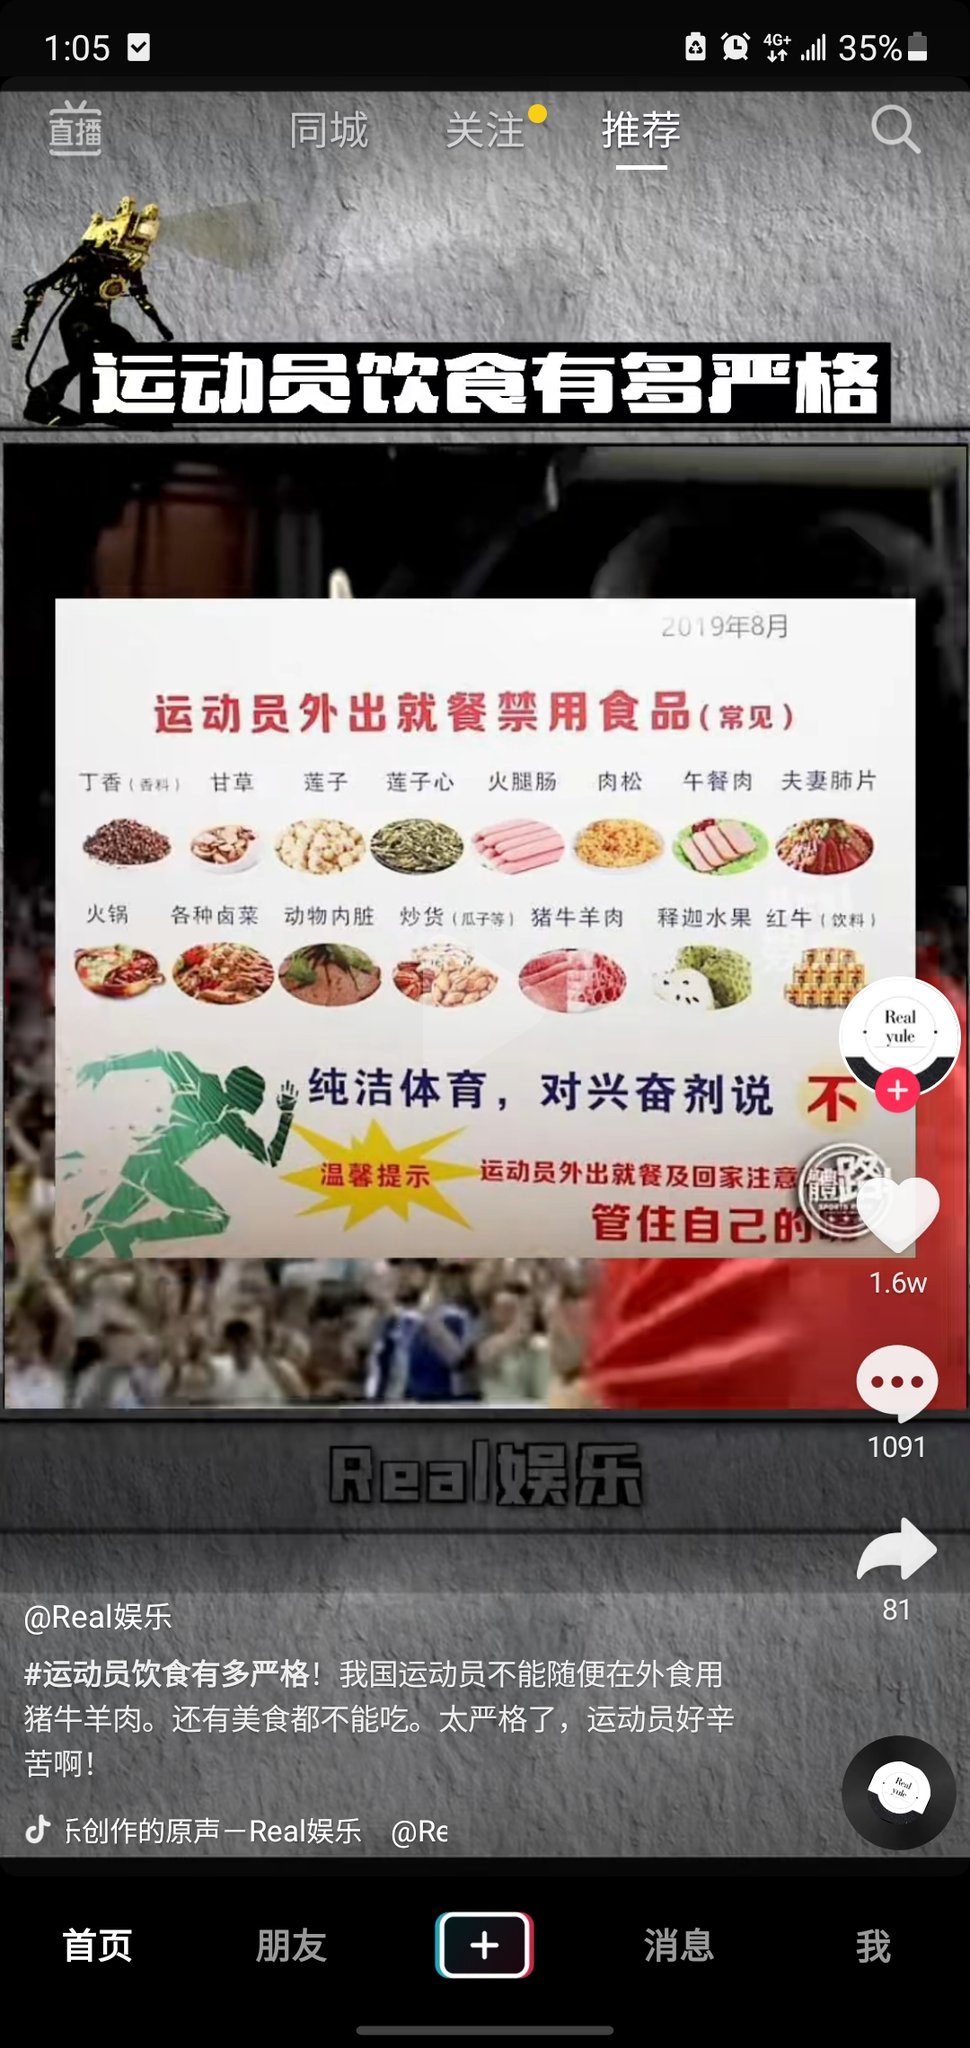 1:05
4G+
35%
直播 同城 关注 推荐
运动员饮食有多严格
2019年8月
运动员外出就餐禁用食品(常见)
丁香(香料) 甘草 莲子 莲子心 火腿肠 肉松 午餐肉 夫妻肺片
火锅 各种卤菜 动物内脏 炒货(瓜子等) 猪牛羊肉 释迦水果 红牛(饮料)
Real
yule
纯洁体育，对兴奋剂说 不
温馨提示
运动员外出就餐及回家注意
體路
管住自己的
1.6w
1091
Real娱乐
81
@Real娱乐
#运动员饮食有多严格！我国运动员不能随便在外食用
猪牛羊肉。还有美食都不能吃。太严格了，运动员好辛
苦啊！
Real
yule
乐创作的原声－Real娱乐 @Re
首页 朋友 消息 我